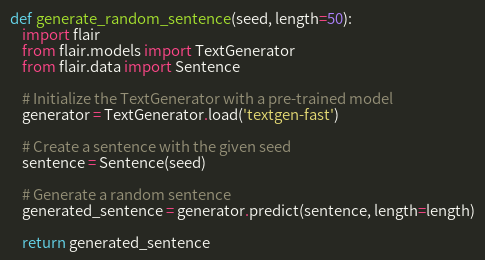 def generate_random_sentence(seed, length=50):
import flair
from flair.models import TextGenerator
from flair.data import Sentence
# Initialize the TextGenerator with a pre-trained model
generator = TextGenerator.load('textgen-fast')
# Create a sentence with the given seed
sentence = Sentence(seed)
# Generate a random sentence
generated_sentence = generator.predict(sentence, length=length)
return generated_sentence